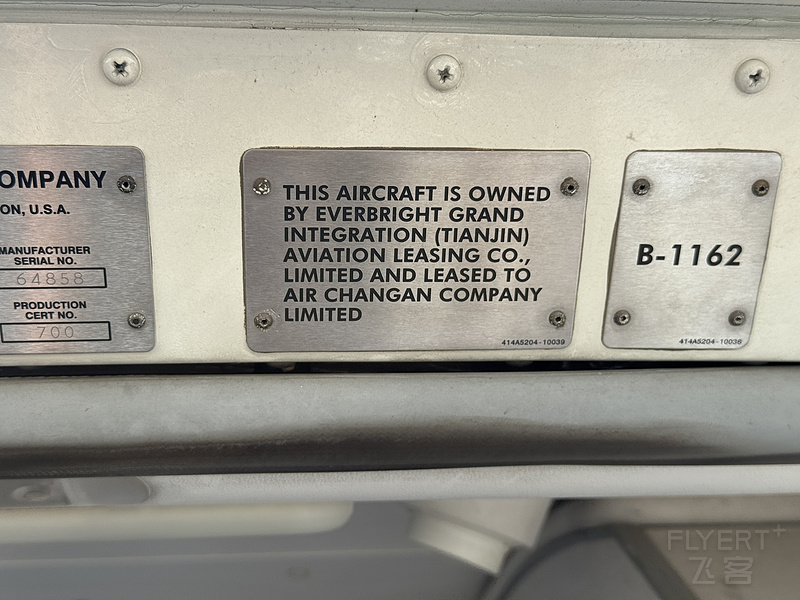 OMPANY
ON, U.S.A.
MANUFACTURER
SERIAL NO.
64858
PRODUCTION
CERT NO.
700
THIS AIRCRAFT IS OWNED
BY EVERBRIGHT GRAND
INTEGRATION (TIANJIN)
AVIATION LEASING CO.,
LIMITED AND LEASED TO
AIR CHANGAN COMPANY
LIMITED
414A5204-10039
B-1162
414A5204-10036
FLYERT+
飞客